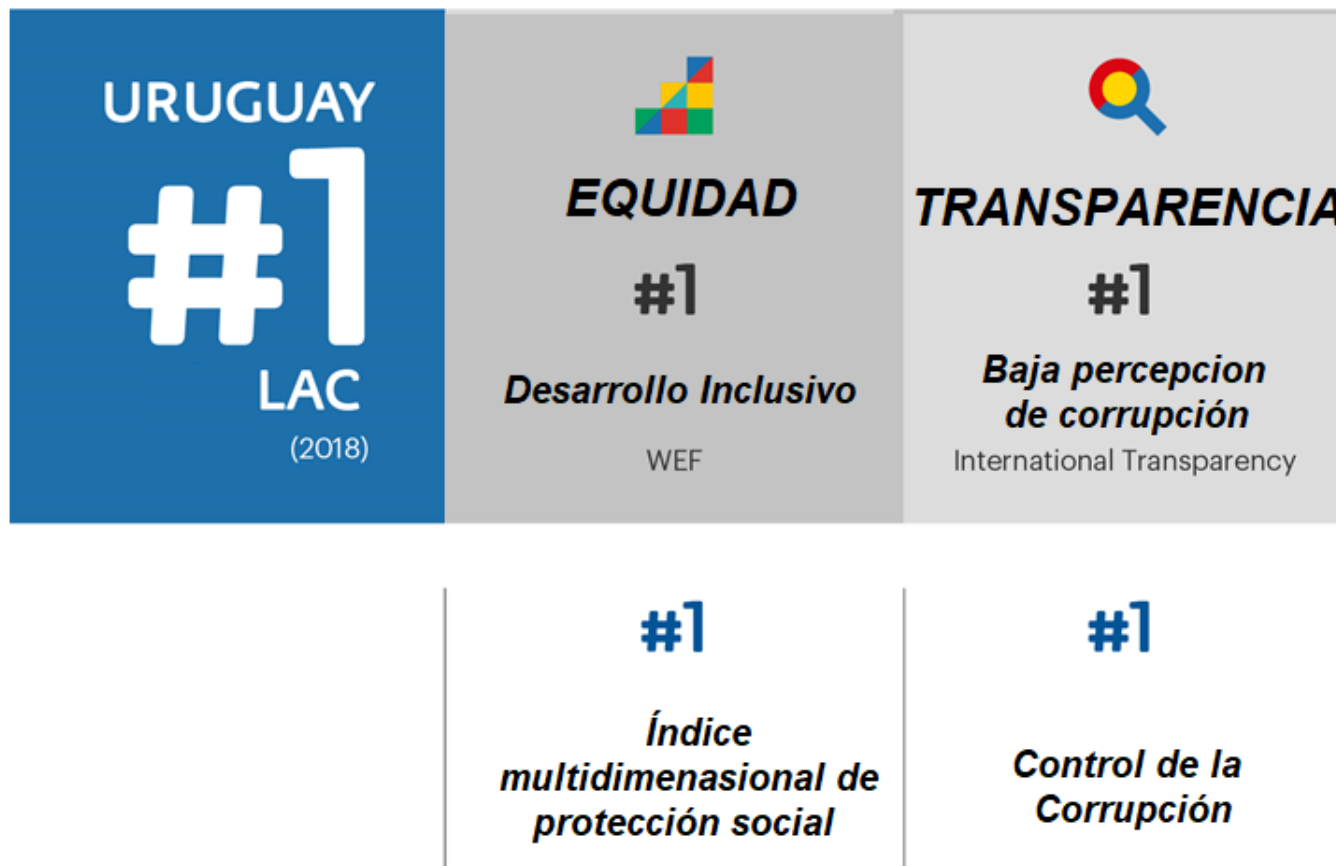 URUGUAY
#1
LAC
(2018)
EQUIDAD
#1
Desarrollo Inclusivo
WEF
TRANSPARENCIA
#1
Baja percepcion
de corrupción
International Transparency
#1
Índice
multidimenasional de
protección social
#1
Control de la
Corrupción